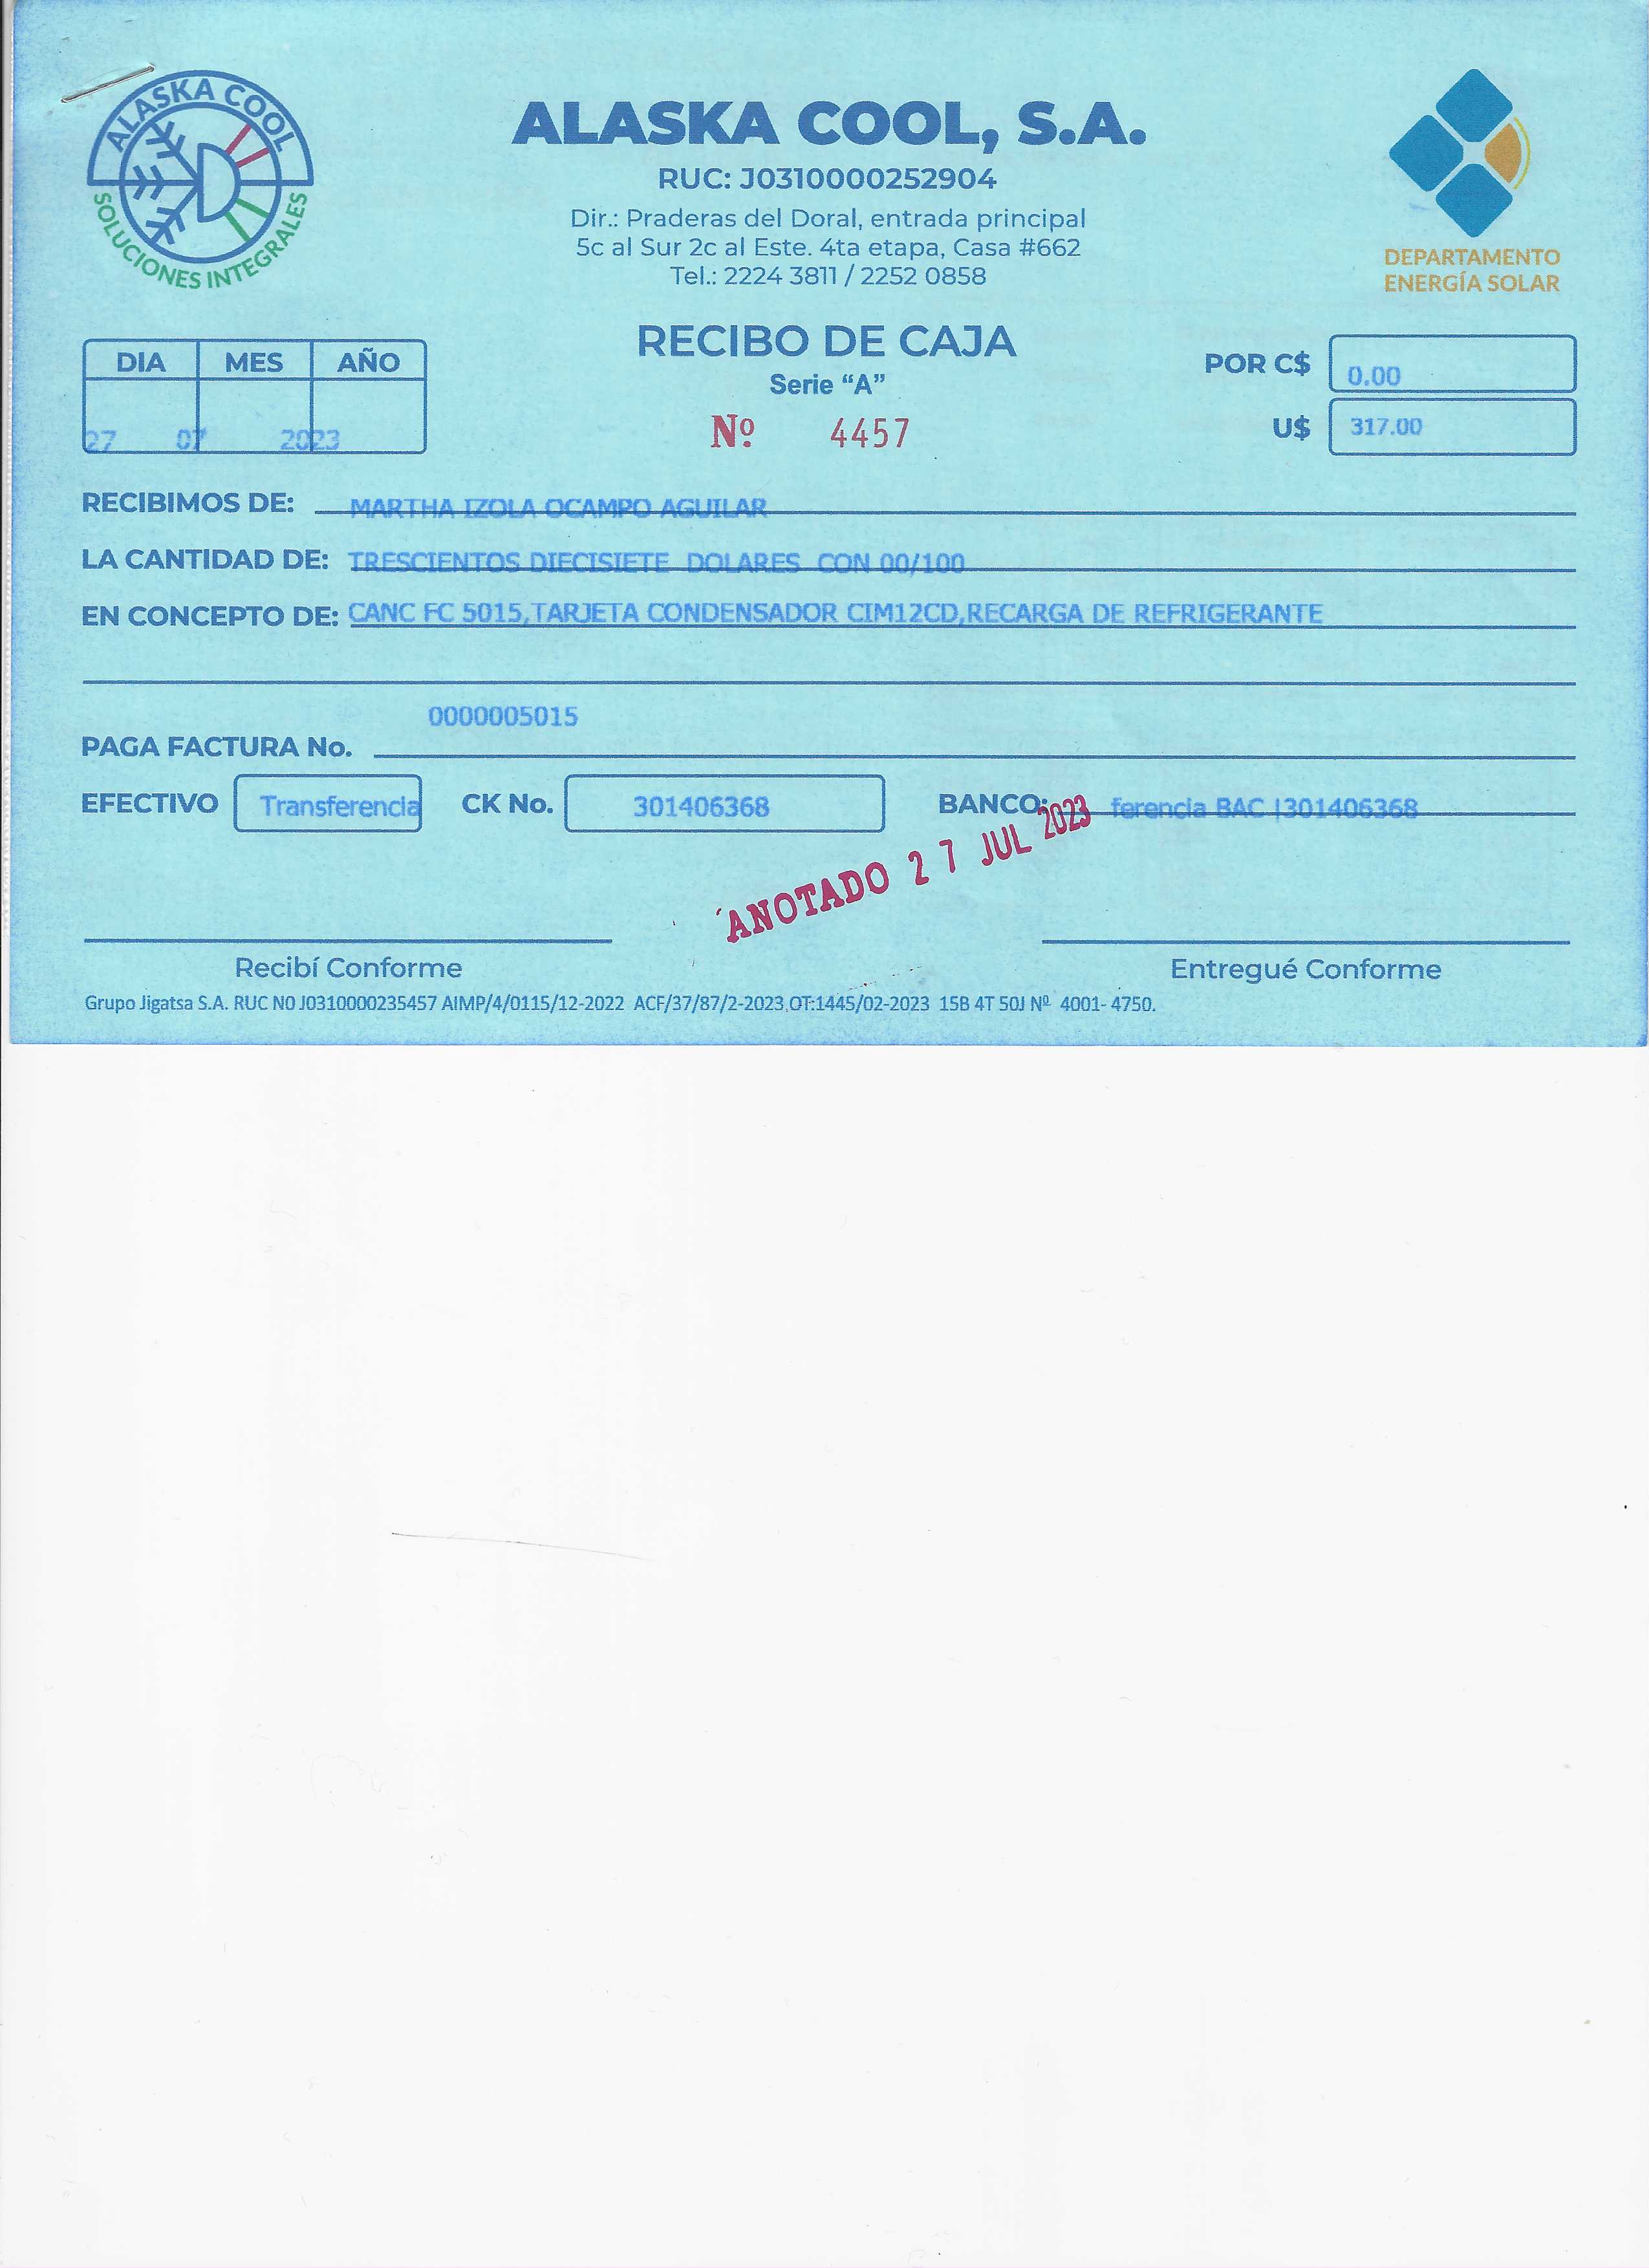 ALASKA COOL
SOLUCIONES INTEGRALES
ALASKA COOL, S.A.
RUC: J0310000252904
Dir.: Praderas del Doral, entrada principal
5c al Sur 2c al Este. 4ta etapa, Casa #662
Tel.: 2224 3811 / 2252 0858
DEPARTAMENTO
ENERGÍA SOLAR
RECIBO DE CAJA
Serie “A”
Nº 4457
DIA MES AÑO
27 07 2023
POR C$ 0.00
U$ 317.00
RECIBIMOS DE: MARTHA IZOLA OCAMPO AGUILAR
LA CANTIDAD DE: TRESCIENTOS DIECISIETE DOLARES CON 00/100
EN CONCEPTO DE: CANC FC 5015,TARJETA CONDENSADOR CIM12CD,RECARGA DE REFRIGERANTE
0000005015
PAGA FACTURA No.
EFECTIVO Transferencia CK No. 301406368 BANCO: ferencia BAC |301406368
ANOTADO 27 JUL 2023
Recibí Conforme Entregué Conforme
Grupo Jigatsa S.A. RUC N0 J0310000235457 AIMP/4/0115/12-2022 ACF/37/87/2-2023,OT:1445/02-2023 15B 4T 50J Nº 4001- 4750.